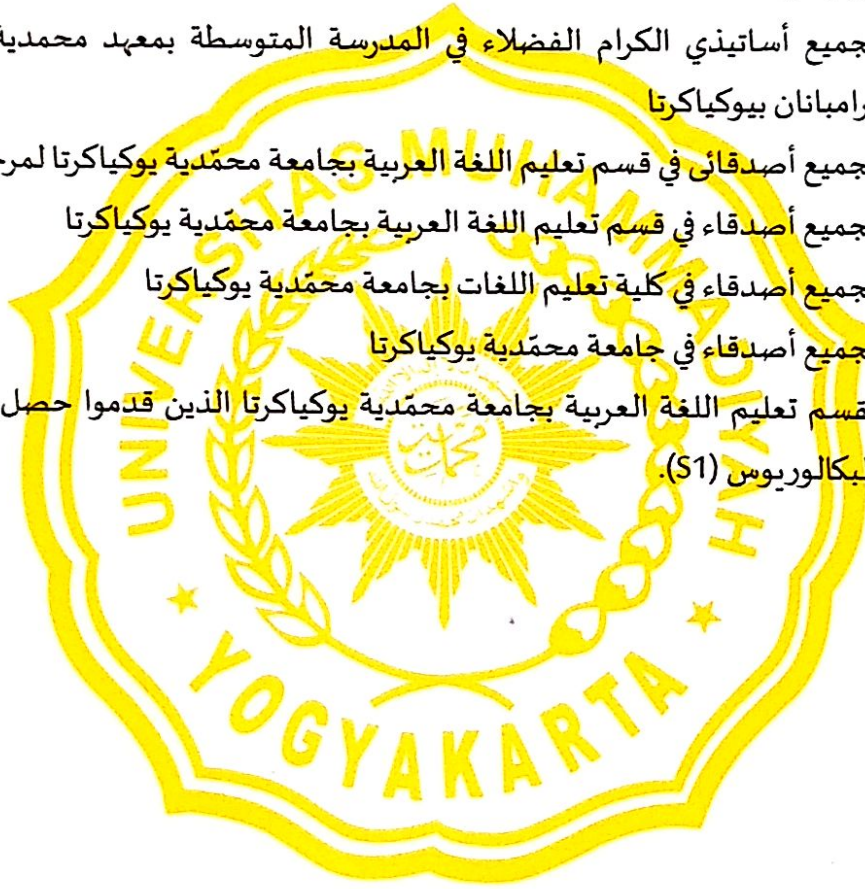 جميع أساتيذي الكرام الفضلاء في المدرسة المتوسطة بمعهد محمدية
رامبانان بيوكياكرتا
جميع أصدقائى في قسم تعليم اللغة العربية بجامعة محمّدية يوكياكرتا
جميع أصدقاء في قسم تعليم اللغة العربية بجامعة محمّدية يوكياكرتا
جميع أصدقاء في كلية تعليم اللغات بجامعة محمّدية يوكياكرتا
جميع أصدقاء في جامعة محمّدية يوكياكرتا
قسم تعليم اللغة العربية بجامعة محمّدية يوكياكرتا الذين قدموا حصل
(S1).
UNIVERSITAS MUHAMMADIYAH
YOGYAKARTA